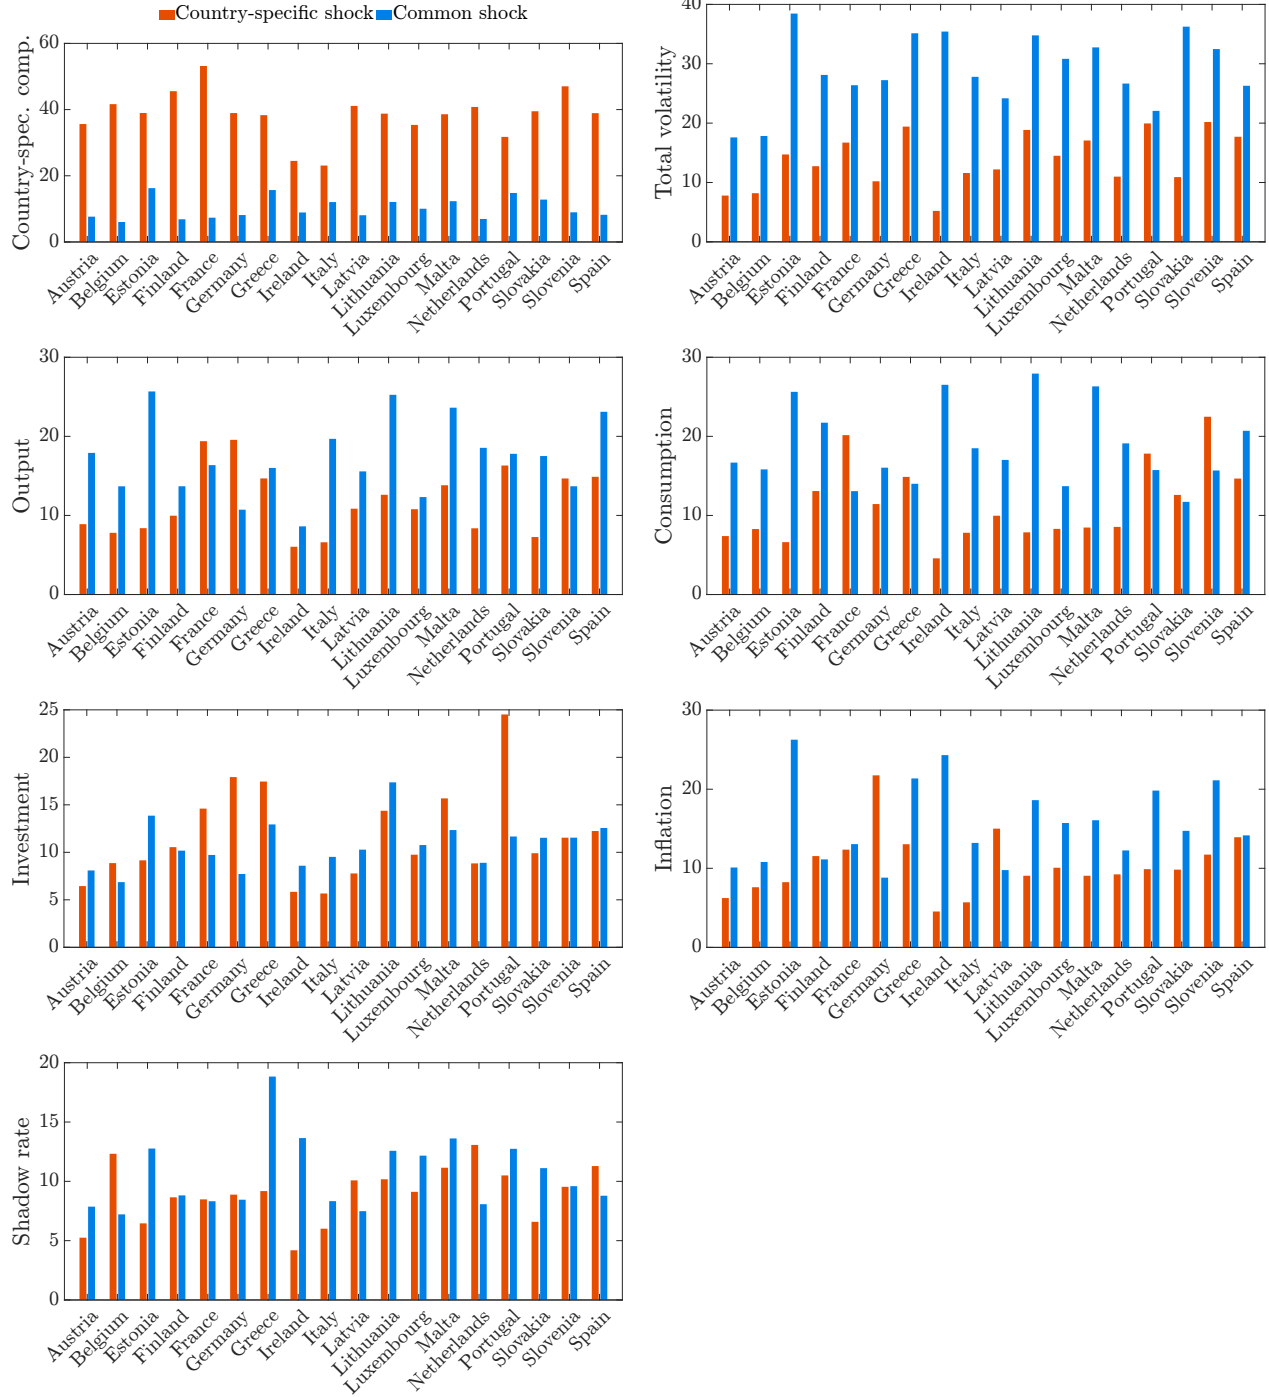 Country-specific shock Common shock
Country-spec. comp.
60
40
20
0
Austria
Belgium
Estonia
Finland
France
Germany
Greece
Ireland
Italy
Latvia
Lithuania
Luxembourg
Malta
Netherlands
Portugal
Slovakia
Slovenia
Spain
Total volatility
40
30
20
10
0
Austria
Belgium
Estonia
Finland
France
Germany
Greece
Ireland
Italy
Latvia
Lithuania
Luxembourg
Malta
Netherlands
Portugal
Slovakia
Slovenia
Spain
Output
30
20
10
0
Austria
Belgium
Estonia
Finland
France
Germany
Greece
Ireland
Italy
Latvia
Lithuania
Luxembourg
Malta
Netherlands
Portugal
Slovakia
Slovenia
Spain
Consumption
30
20
10
0
Austria
Belgium
Estonia
Finland
France
Germany
Greece
Ireland
Italy
Latvia
Lithuania
Luxembourg
Malta
Netherlands
Portugal
Slovakia
Slovenia
Spain
Investment
25
20
15
10
5
0
Austria
Belgium
Estonia
Finland
France
Germany
Greece
Ireland
Italy
Latvia
Lithuania
Luxembourg
Malta
Netherlands
Portugal
Slovakia
Slovenia
Spain
Inflation
30
20
10
0
Austria
Belgium
Estonia
Finland
France
Germany
Greece
Ireland
Italy
Latvia
Lithuania
Luxembourg
Malta
Netherlands
Portugal
Slovakia
Slovenia
Spain
Shadow rate
20
15
10
5
0
Austria
Belgium
Estonia
Finland
France
Germany
Greece
Ireland
Italy
Latvia
Lithuania
Luxembourg
Malta
Netherlands
Portugal
Slovakia
Slovenia
Spain